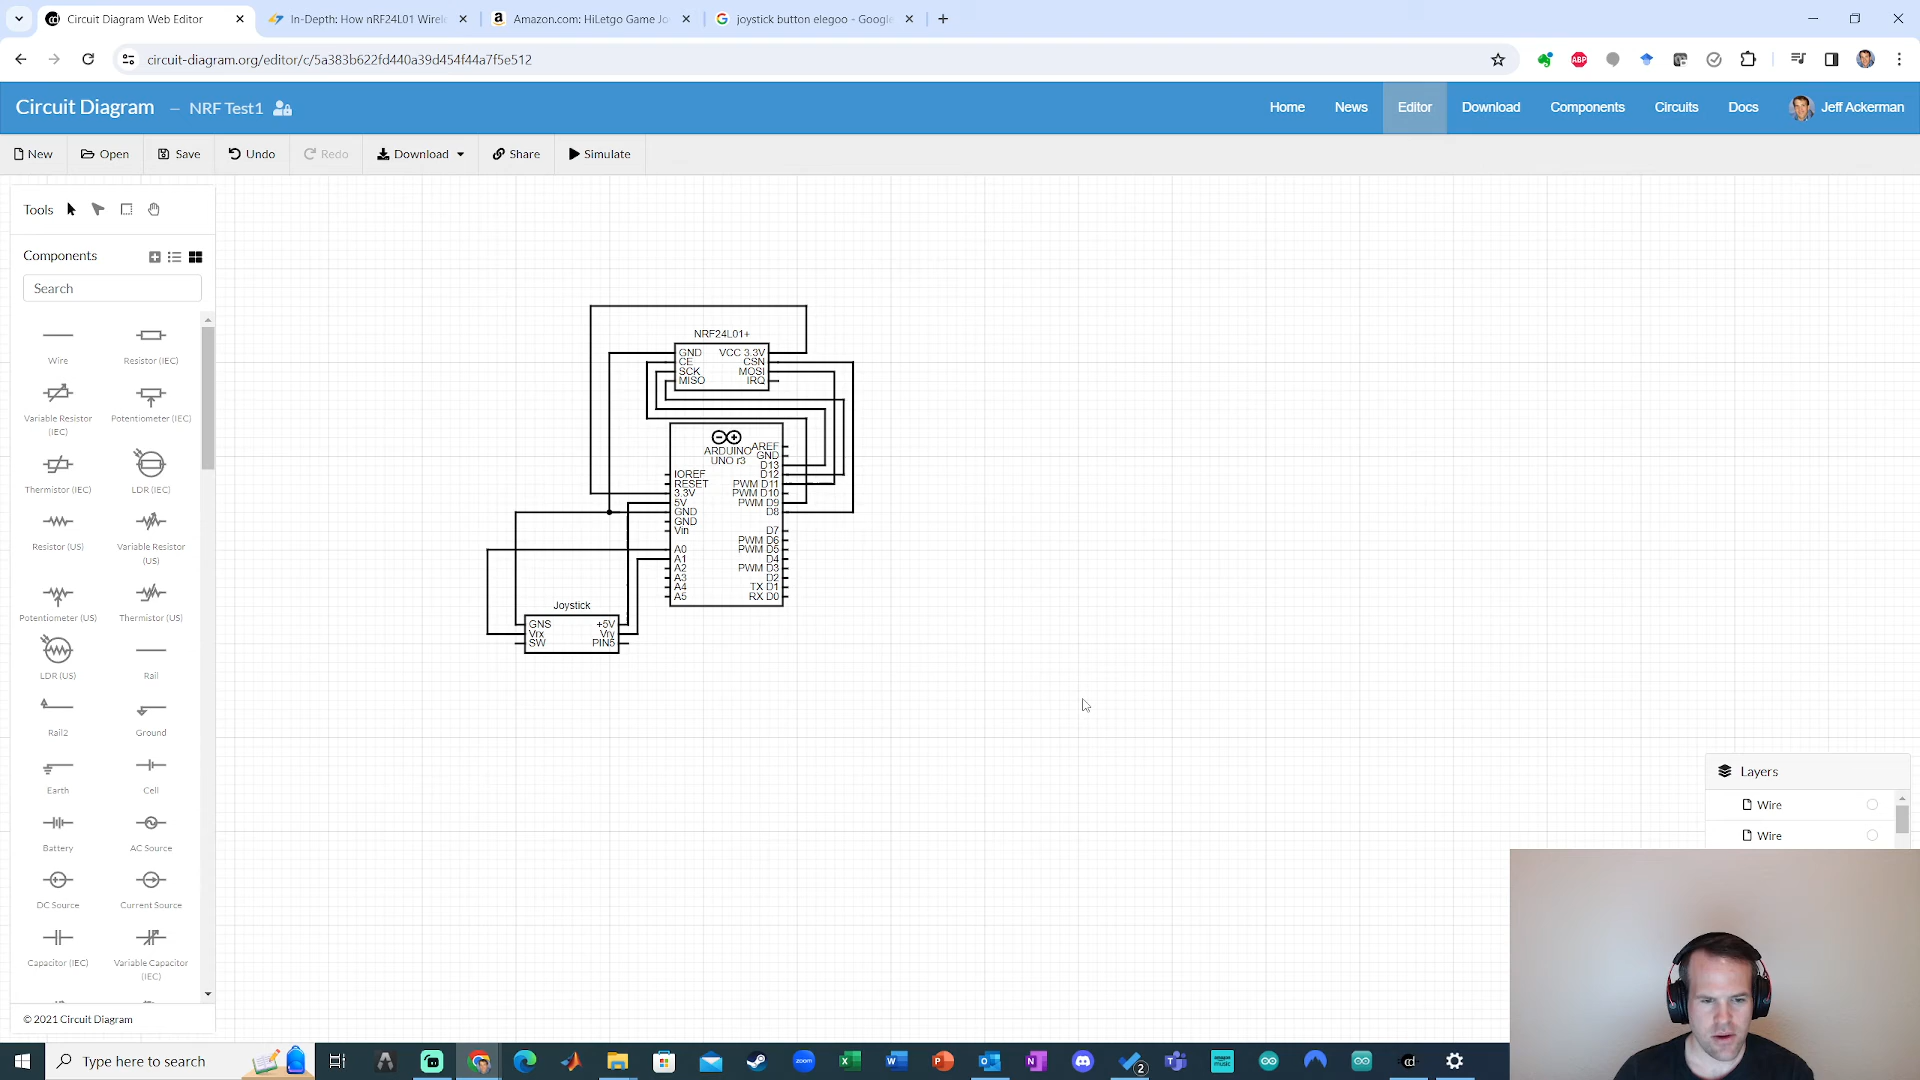 Circuit Diagram Web Editor
In-Depth: How nRF24L01 Wirele
Amazon.com: HiLetgo Game Jo
joystick button elegoo - Google
circuit-diagram.org/editor/c/5a383b622fd440a39d454f44a7f5e512
ABP
Circuit Diagram – NRF Test1
Home News Editor Download Components Circuits Docs Jeff Ackerman
New Open Save Undo Redo Download Share Simulate
Tools
Components
Search
Wire Resistor (IEC)
Variable Resistor (IEC) Potentiometer (IEC)
Thermistor (IEC) LDR (IEC)
Resistor (US) Variable Resistor (US)
Potentiometer (US) Thermistor (US)
LDR (US) Rail
Rail2 Ground
Earth Cell
Battery AC Source
DC Source Current Source
Capacitor (IEC) Variable Capacitor (IEC)
© 2021 Circuit Diagram
NRF24L01+
GND VCC 3.3V
CE CSN
SCK MOSI
MISO IRQ
ARDUINO
UNO r3
AREF
GND
D13
IOREF D12
RESET PWM D11
3.3V PWM D10
5V PWM D9
GND D8
GND
Vin D7
PWM D6
A0 PWM D5
A1 D4
A2 PWM D3
A3 D2
A4 TX D1
A5 RX D0
Joystick
GNS +5V
Vrx Vry
SW PIN5
Layers
Wire
Wire
Type here to search
zoom
2